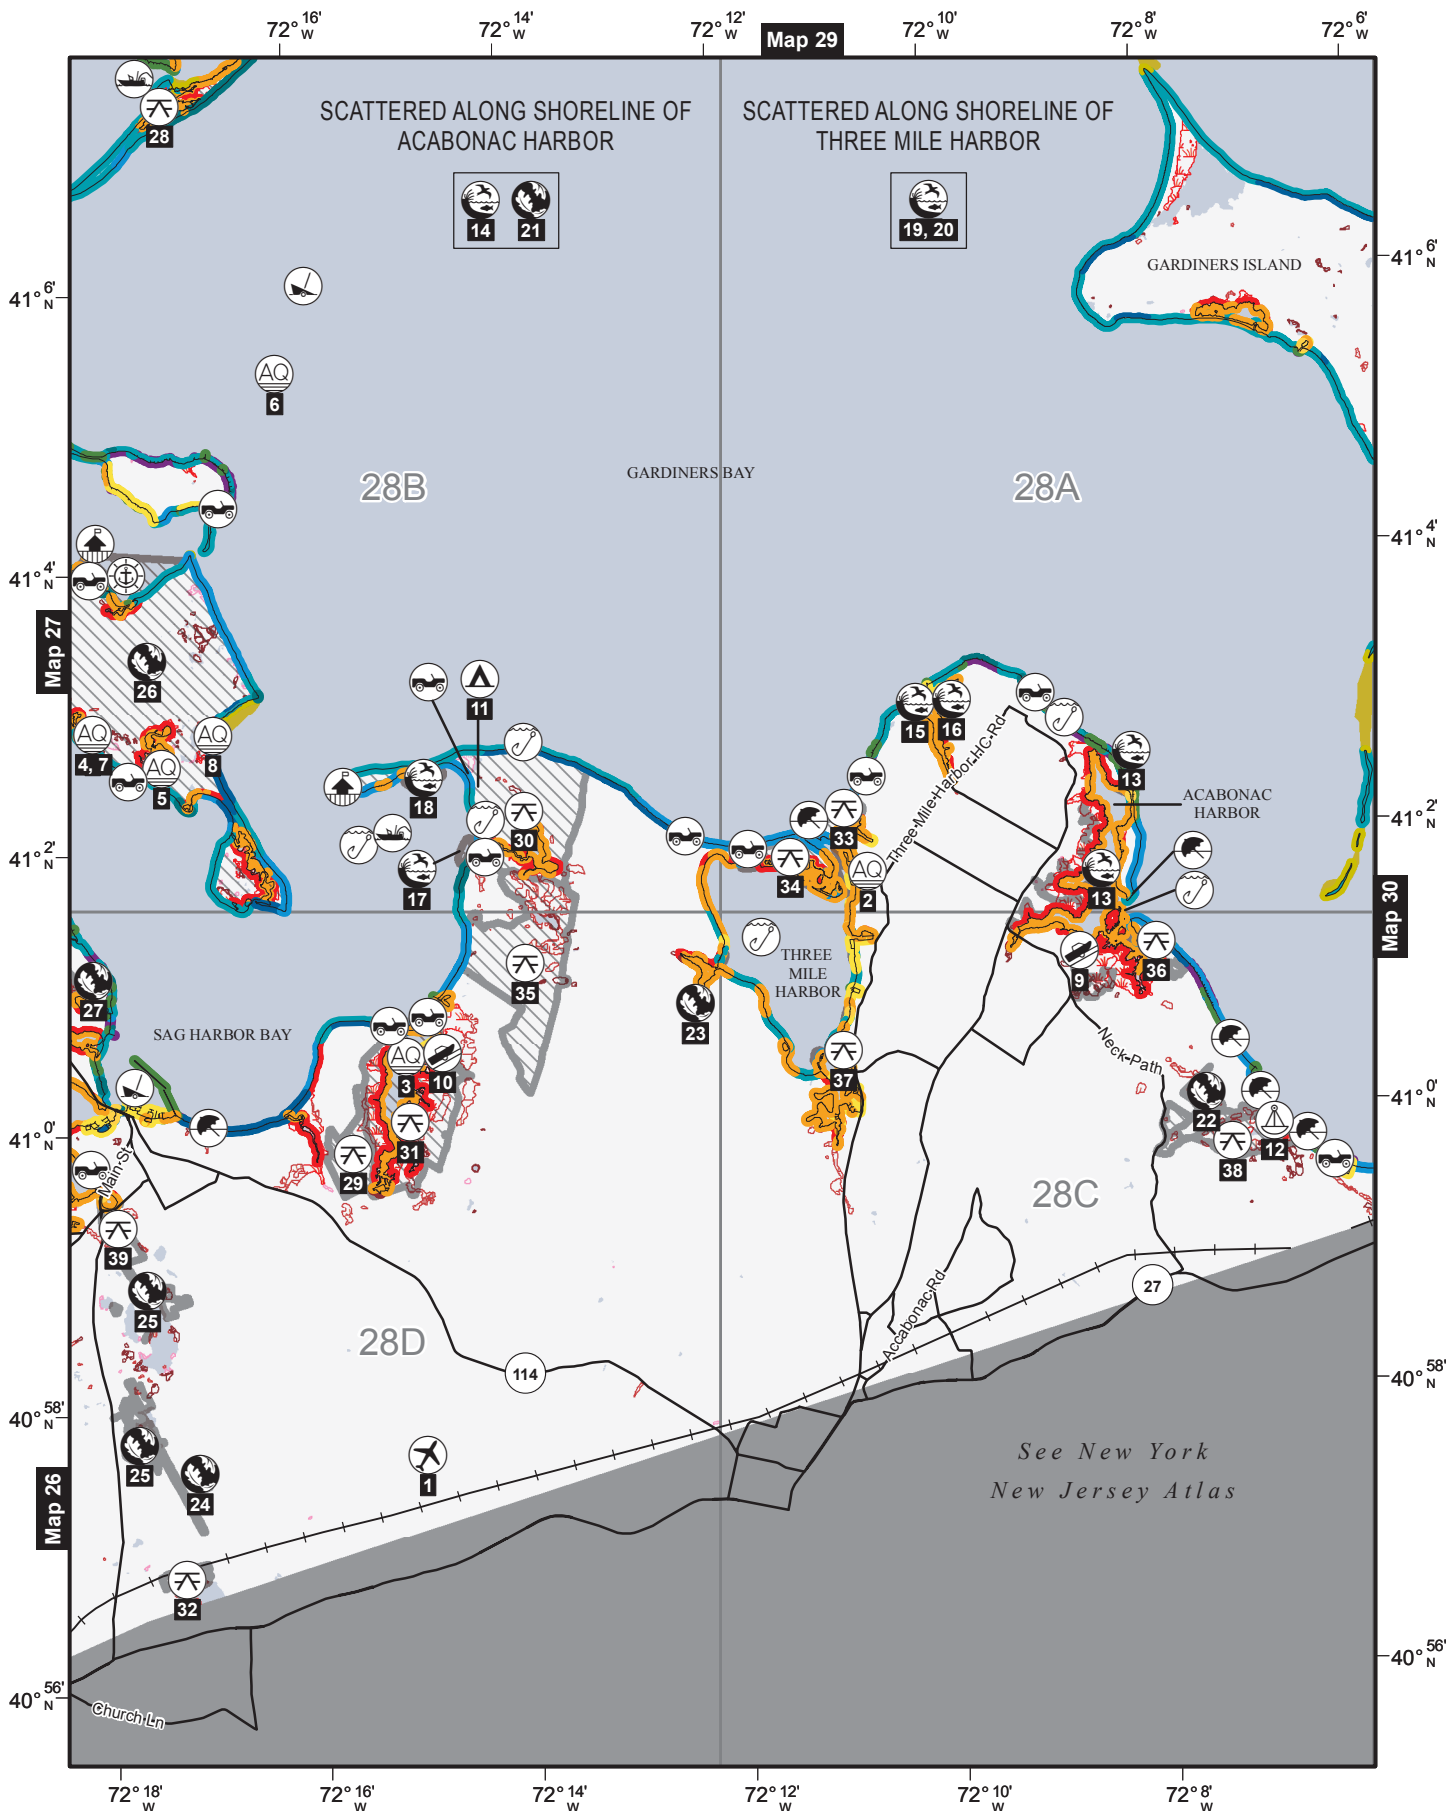 72° 16' W
72° 14' W
72° 12' W
Map 29
72° 10' W
72° 8' W
72° 6' W
SCATTERED ALONG SHORELINE OF
ACABONAC HARBOR
14
21
SCATTERED ALONG SHORELINE OF
THREE MILE HARBOR
19, 20
28
GARDINERS ISLAND
41° 6' N
41° 6' N
AQ
6
GARDINERS BAY
28B
28A
41° 4' N
41° 4' N
Map 27
26
11
15
16
13
AQ
4, 7
AQ
5
AQ
8
18
ACABONAC
HARBOR
41° 2' N
41° 2' N
30
33
34
AQ
2
17
13
Three Mile Harbor HC Rd
Map 30
THREE
MILE
HARBOR
35
9
36
27
23
SAG HARBOR BAY
AQ
3
10
37
Neck Path
41° 0' N
41° 0' N
22
12
38
31
29
Main St
28C
39
25
27
Accabonac Rd
28D
114
40° 58' N
40° 58' N
25
24
1
See New York
New Jersey Atlas
Map 26
32
40° 56' N
40° 56' N
Church Ln
72° 18' W
72° 16' W
72° 14' W
72° 12' W
72° 10' W
72° 8' W